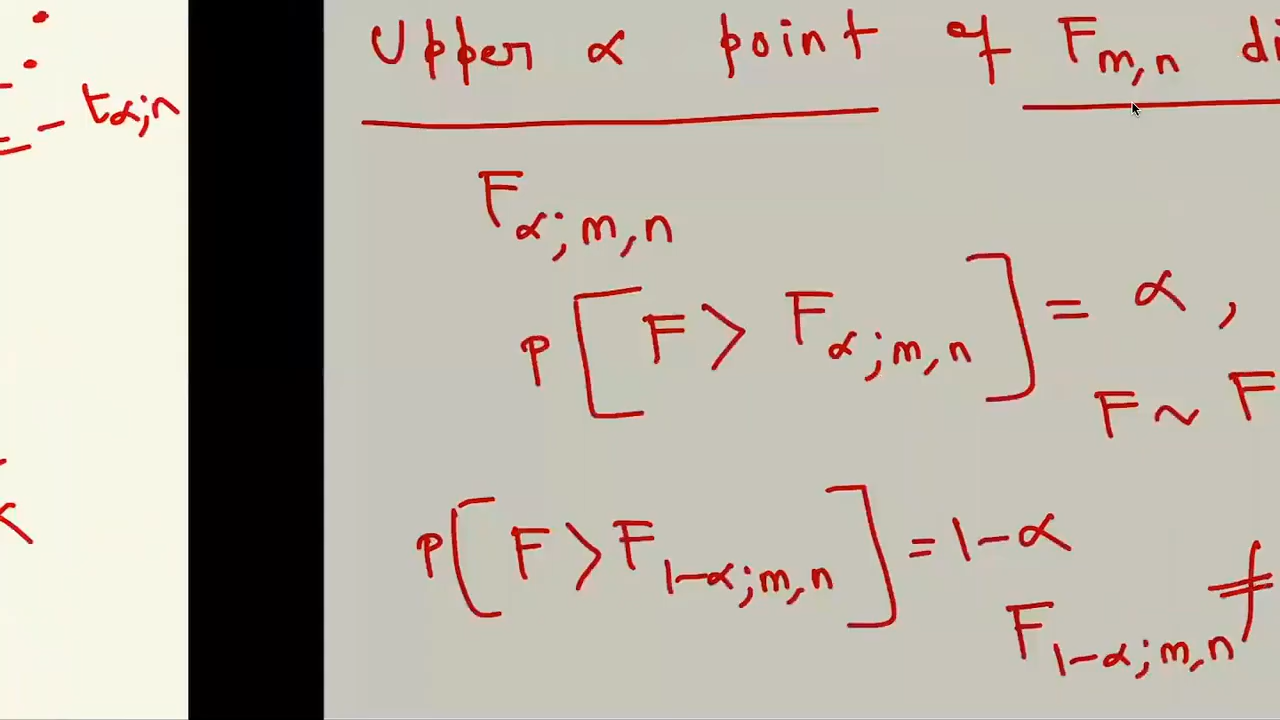 tα;n
Upper α point of Fm,n di
Fα;m,n
P[F > Fα;m,n] = α,
F ~ F
P[F > F1-α;m,n] = 1-α
F1-α;m,n ≠